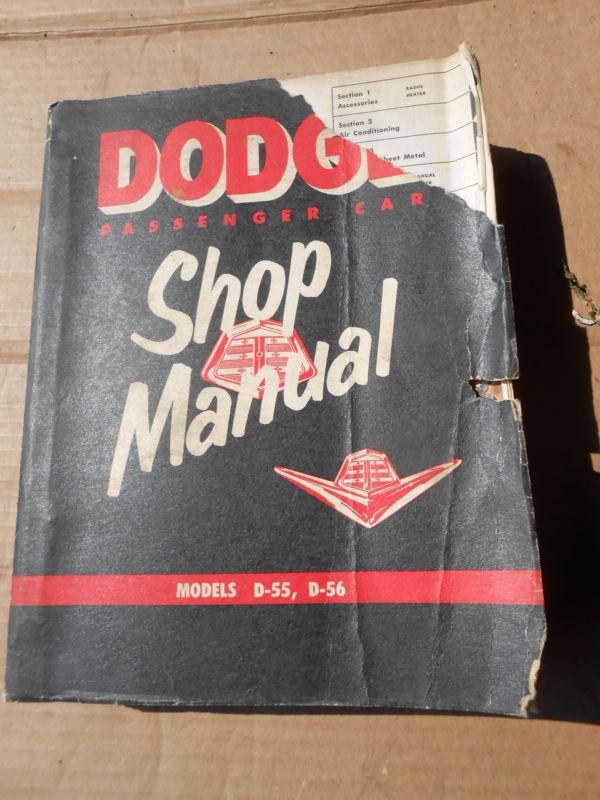 Section 1 RADIO
Accessories HEATER
Section 2
Air Conditioning
Sheet Metal
DODGE
PASSENGER CAR
Shop
Manual
MODELS D-55, D-56